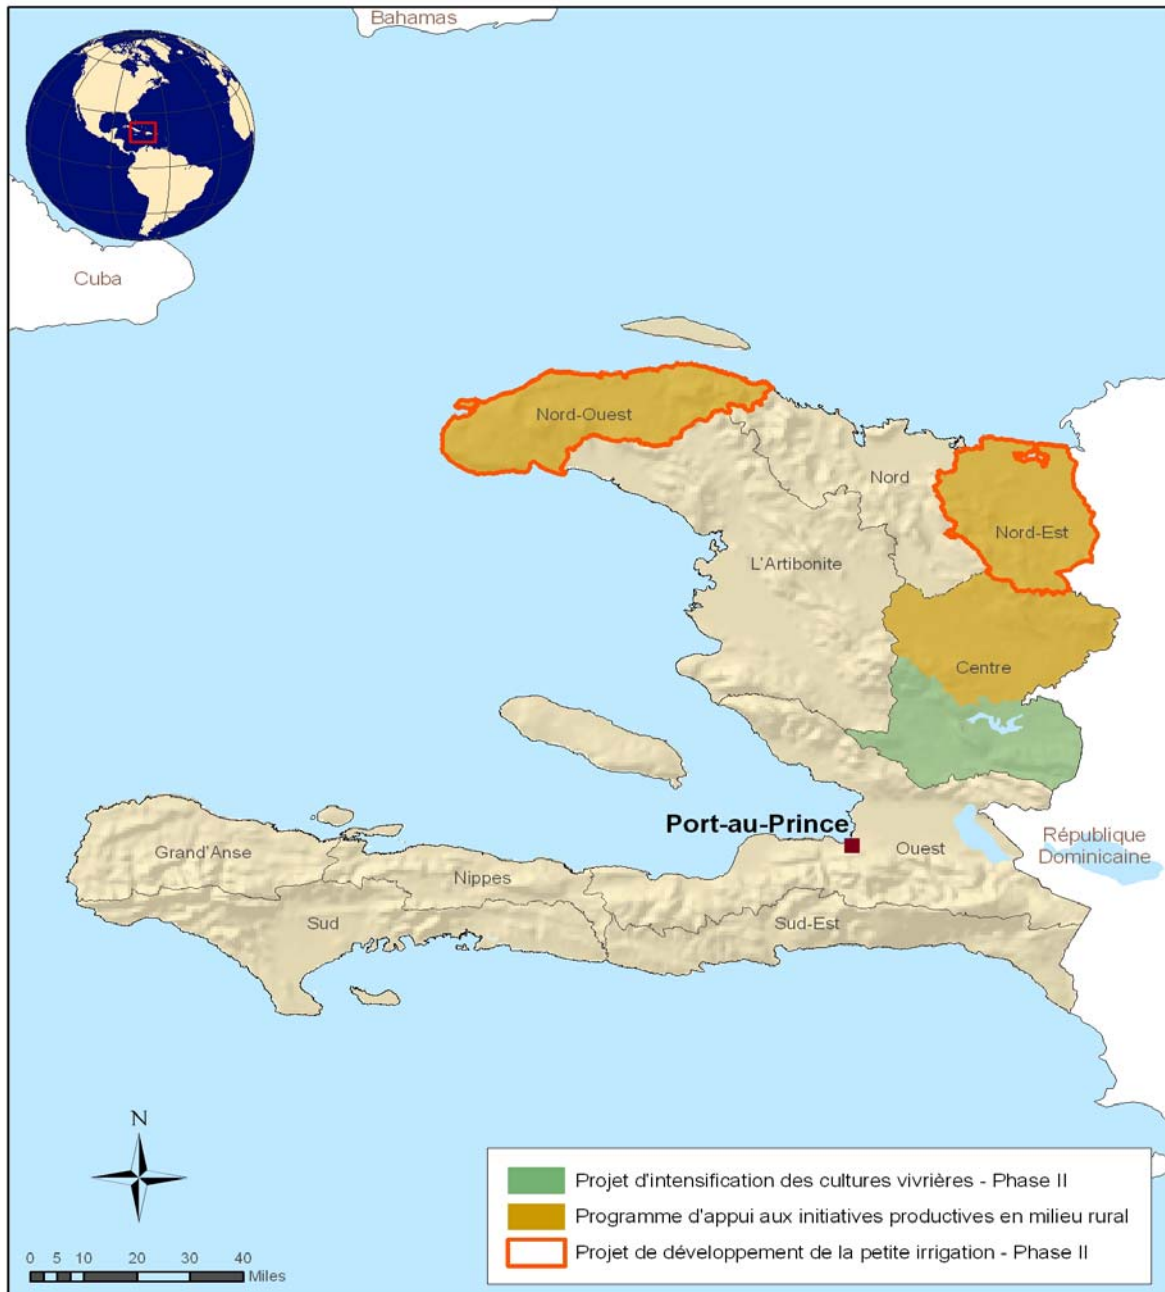 Bahamas
Cuba
Nord-Ouest
Nord
Nord-Est
L'Artibonite
Centre
Port-au-Prince
République
Dominicaine
Ouest
Grand'Anse
Nippes
Sud
Sud-Est
N
0 5 10 20 30 40
Miles
Projet d'intensification des cultures vivrières - Phase II
Programme d'appui aux initiatives productives en milieu rural
Projet de développement de la petite irrigation - Phase II